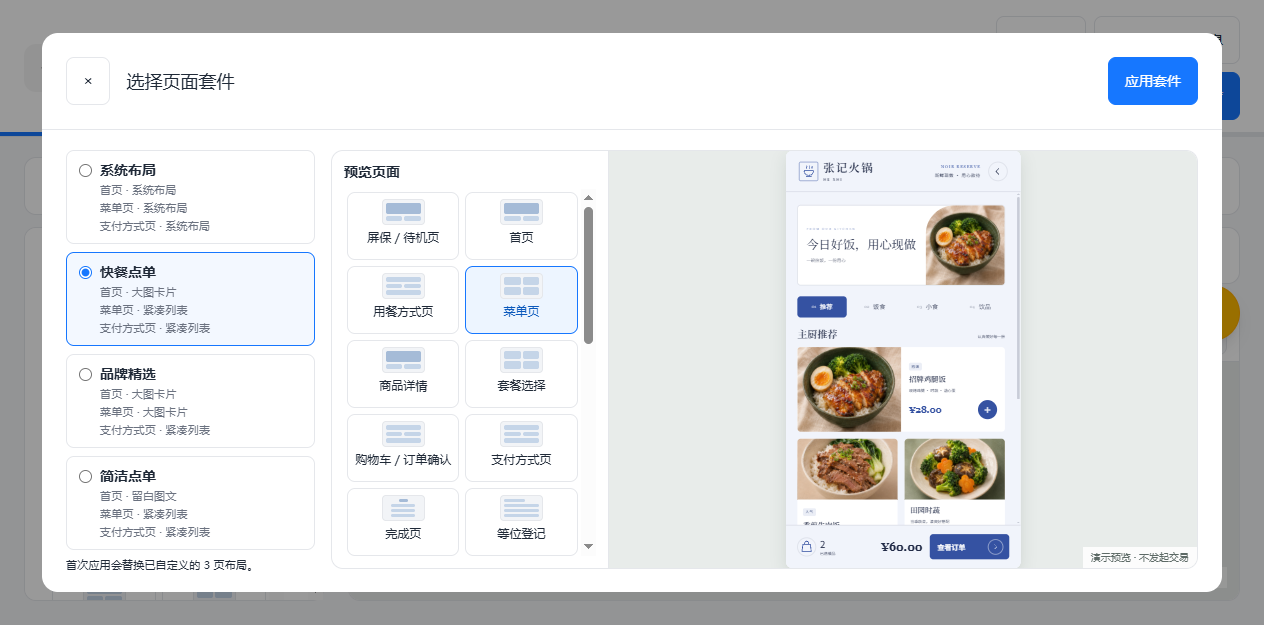 ×
选择页面套件
应用套件
系统布局
首页 · 系统布局
菜单页 · 系统布局
支付方式页 · 系统布局
快餐点单
首页 · 大图卡片
菜单页 · 紧凑列表
支付方式页 · 紧凑列表
品牌精选
首页 · 大图卡片
菜单页 · 大图卡片
支付方式页 · 紧凑列表
简洁点单
首页 · 留白图文
菜单页 · 紧凑列表
支付方式页 · 紧凑列表
首次应用会替换已自定义的 3 页布局。
预览页面
屏保 / 待机页
首页
用餐方式页
菜单页
商品详情
套餐选择
购物车 / 订单确认
支付方式页
完成页
等位登记
张记火锅
NOIR RESERVE
今日好饭，用心现做
推荐
饭食
小食
饮品
主厨推荐
招牌鸡腿饭
¥28.00
+
田园时蔬
2
¥60.00
查看订单
演示预览 · 不发起交易